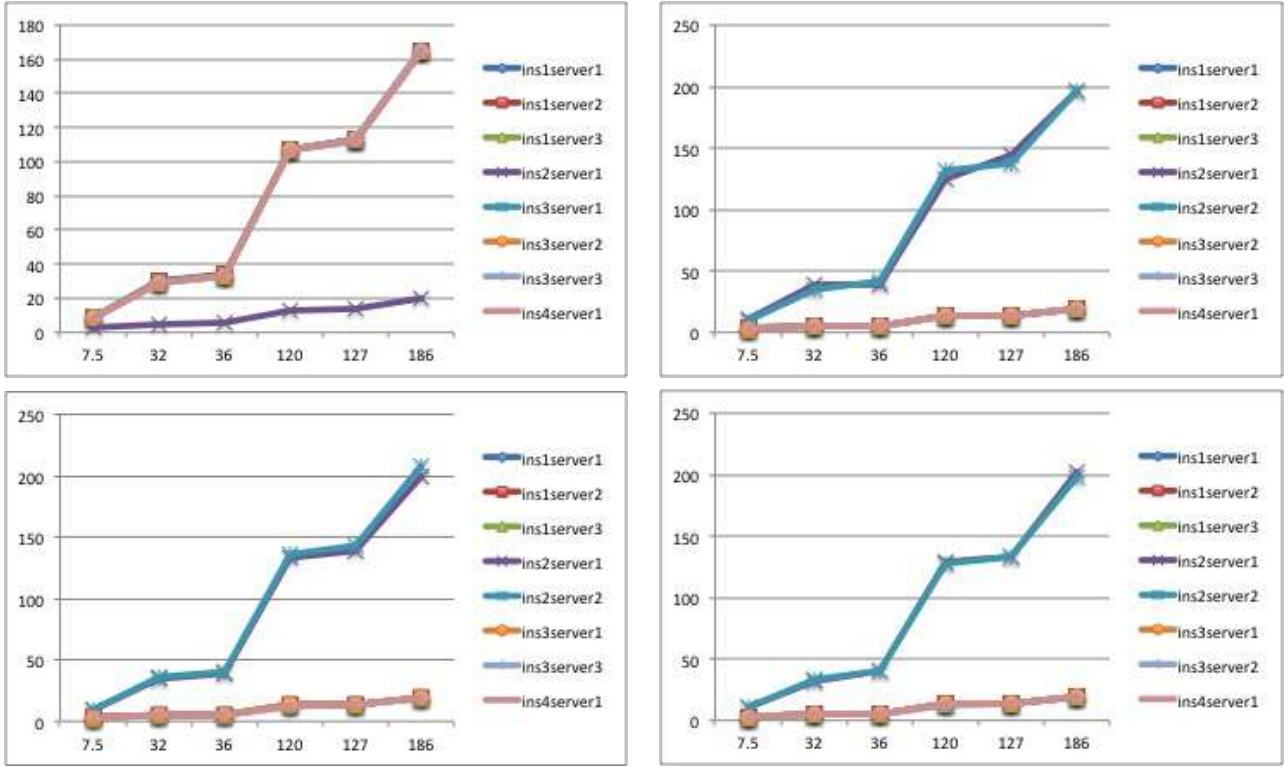 180
160
140
120
100
80
60
40
20
0
7.5 32 36 120 127 186
ins1server1
ins1server2
ins1server3
ins2server1
ins3server1
ins3server2
ins3server3
ins4server1
250
200
150
100
50
0
7.5 32 36 120 127 186
ins1server1
ins1server2
ins1server3
ins2server1
ins2server2
ins3server2
ins3server3
ins4server1
250
200
150
100
50
0
7.5 32 36 120 127 186
ins1server1
ins1server2
ins1server3
ins2server1
ins2server2
ins3server1
ins3server3
ins4server1
250
200
150
100
50
0
7.5 32 36 120 127 186
ins1server1
ins1server2
ins1server3
ins2server1
ins2server2
ins3server1
ins3server2
ins4server1